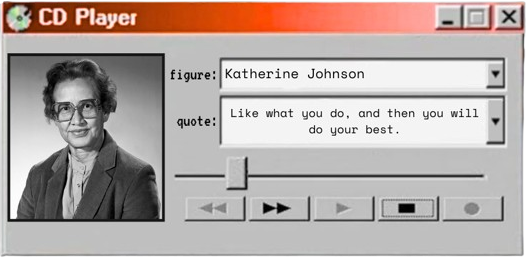 CD Player
figure: Katherine Johnson
quote: Like what you do, and then you will
do your best.